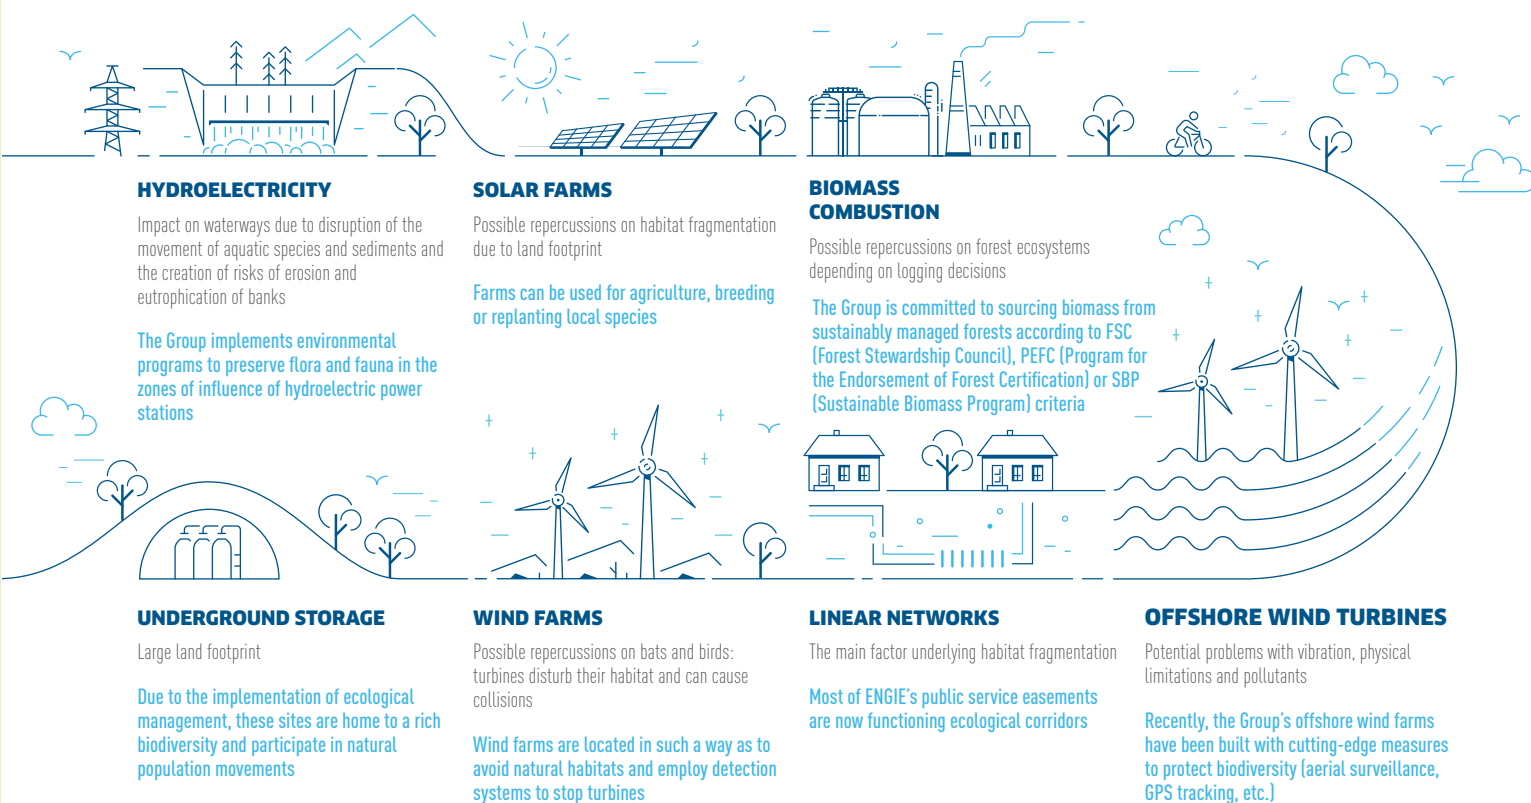 HYDROELECTRICITY
Impact on waterways due to disruption of the
movement of aquatic species and sediments and
the creation of risks of erosion and
eutrophication of banks
The Group implements environmental
programs to preserve flora and fauna in the
zones of influence of hydroelectric power
stations
SOLAR FARMS
Possible repercussions on habitat fragmentation
due to land footprint
Farms can be used for agriculture, breeding
or replanting local species
BIOMASS
COMBUSTION
Possible repercussions on forest ecosystems
depending on logging decisions
The Group is committed to sourcing biomass from
sustainably managed forests according to FSC
(Forest Stewardship Council), PEFC (Program for
the Endorsement of Forest Certification) or SBP
(Sustainable Biomass Program) criteria
UNDERGROUND STORAGE
Large land footprint
Due to the implementation of ecological
management, these sites are home to a rich
biodiversity and participate in natural
population movements
WIND FARMS
Possible repercussions on bats and birds:
turbines disturb their habitat and can cause
collisions
Wind farms are located in such a way as to
avoid natural habitats and employ detection
systems to stop turbines
LINEAR NETWORKS
The main factor underlying habitat fragmentation
Most of ENGIE's public service easements
are now functioning ecological corridors
OFFSHORE WIND TURBINES
Potential problems with vibration, physical
limitations and pollutants
Recently, the Group's offshore wind farms
have been built with cutting-edge measures
to protect biodiversity (aerial surveillance,
GPS tracking, etc.)